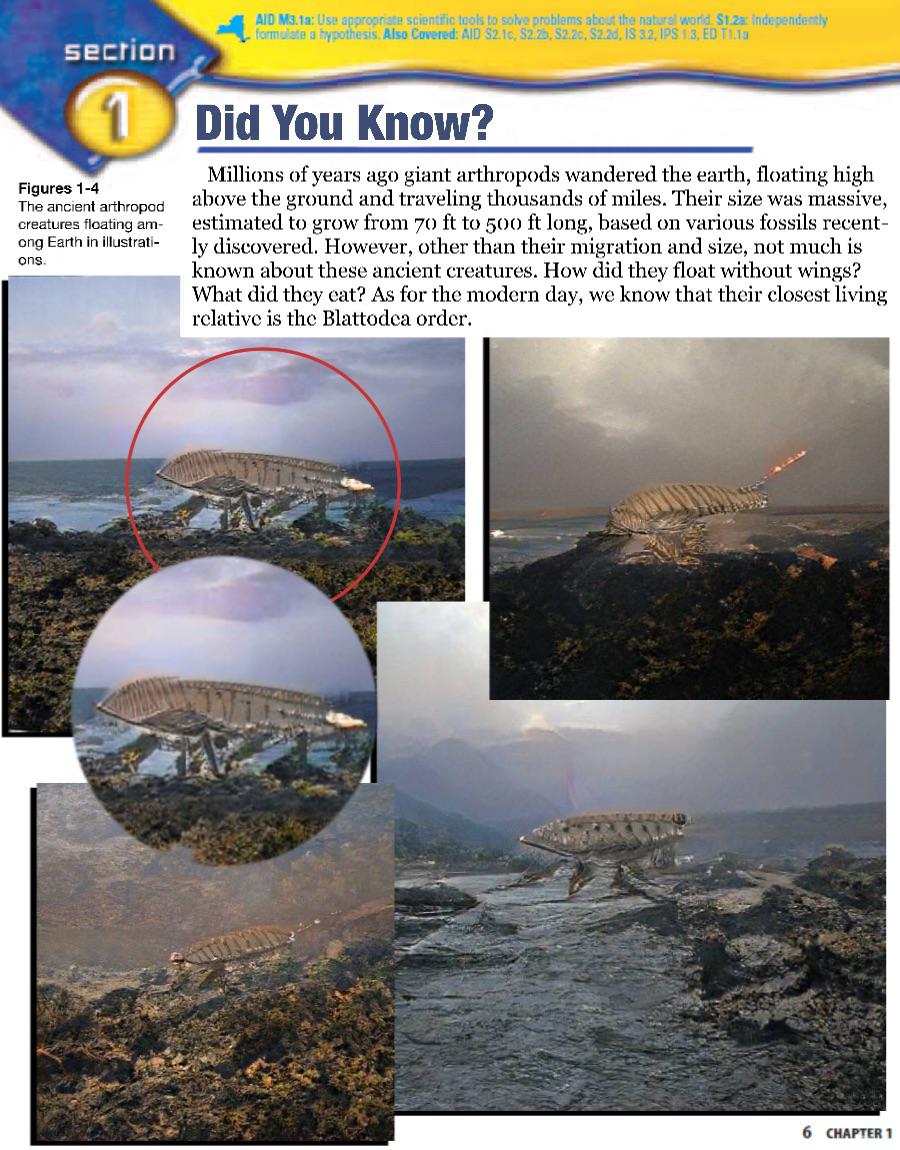 AID M3.1a: Use appropriate scientific tools to solve problems about the natural world. S1.2a: Independently
formulate a hypothesis. Also Covered: AID S2.1c, S2.2b, S2.2c, S2.2d, IS 3.2, IPS 1.3, ED T1.1a
section
1
Did You Know?
Millions of years ago giant arthropods wandered the earth, floating high
above the ground and traveling thousands of miles. Their size was massive,
estimated to grow from 70 ft to 500 ft long, based on various fossils recent-
ly discovered. However, other than their migration and size, not much is
known about these ancient creatures. How did they float without wings?
What did they eat? As for the modern day, we know that their closest living
relative is the Blattodea order.
Figures 1-4
The ancient arthropod
creatures floating am-
ong Earth in illustrati-
ons.
6 CHAPTER 1